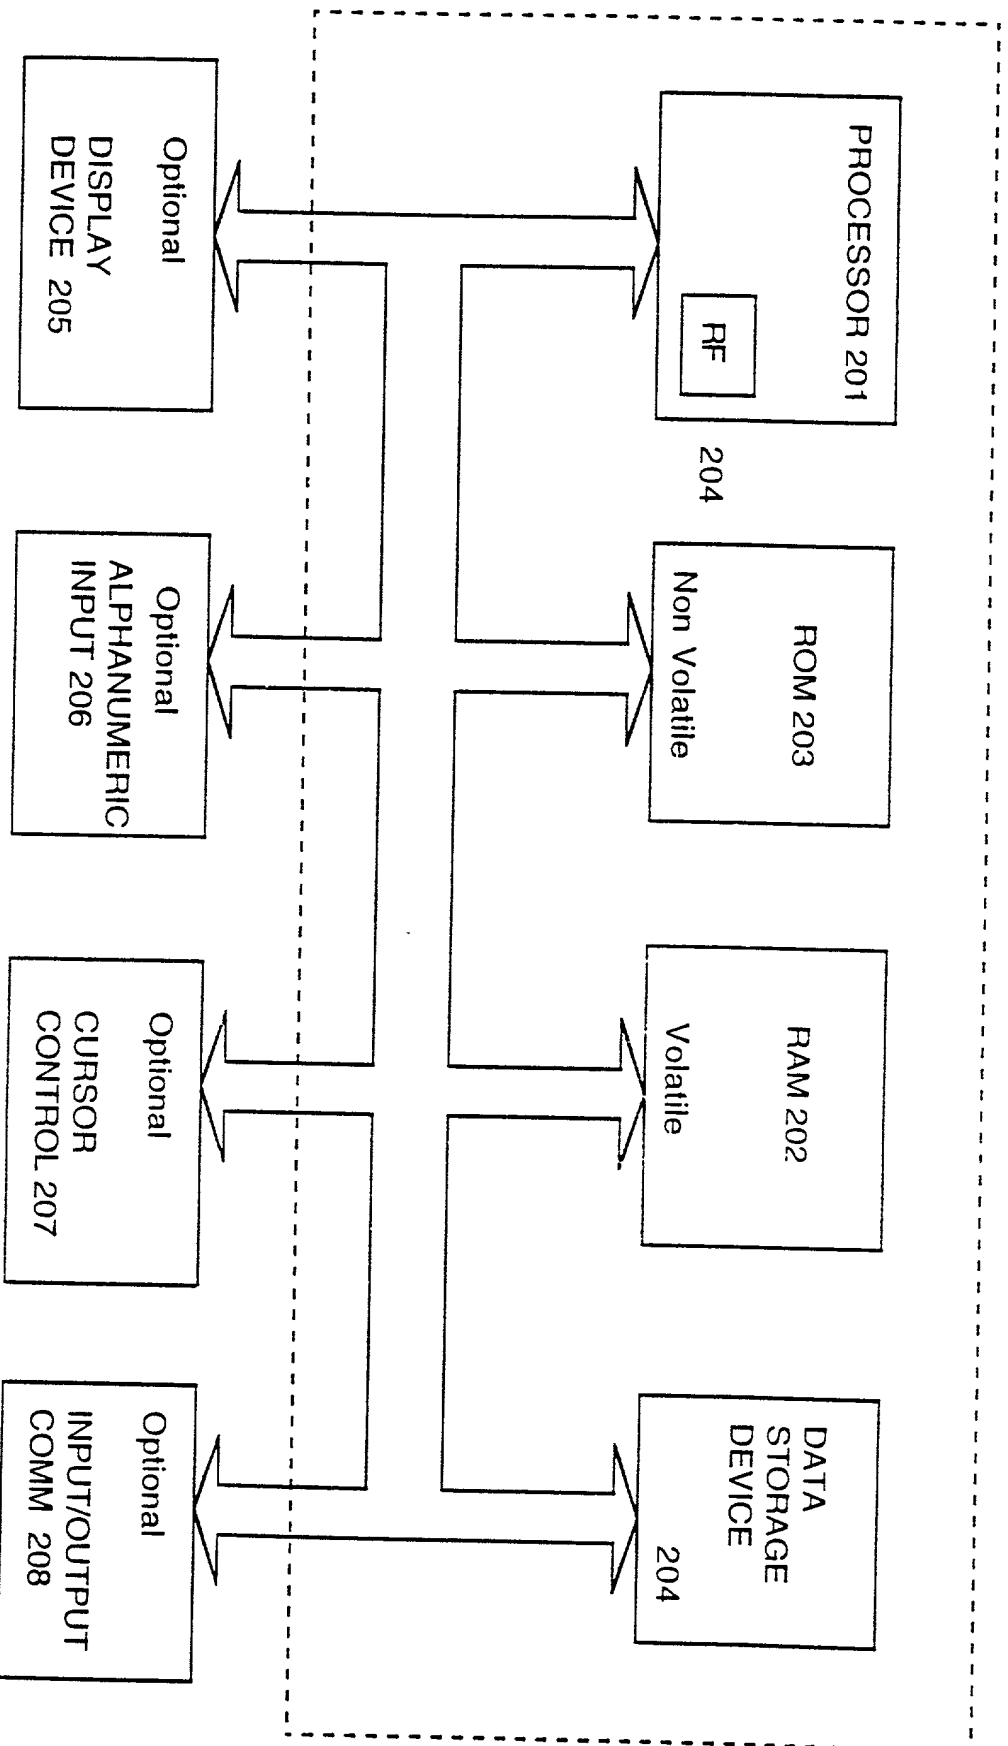 PROCESSOR 201
RF
204
ROM 203
Non Volatile
RAM 202
Volatile
DATA
STORAGE
DEVICE
204
Optional
DISPLAY
DEVICE 205
Optional
ALPHANUMERIC
INPUT 206
Optional
CURSOR
CONTROL 207
Optional
INPUT/OUTPUT
COMM 208